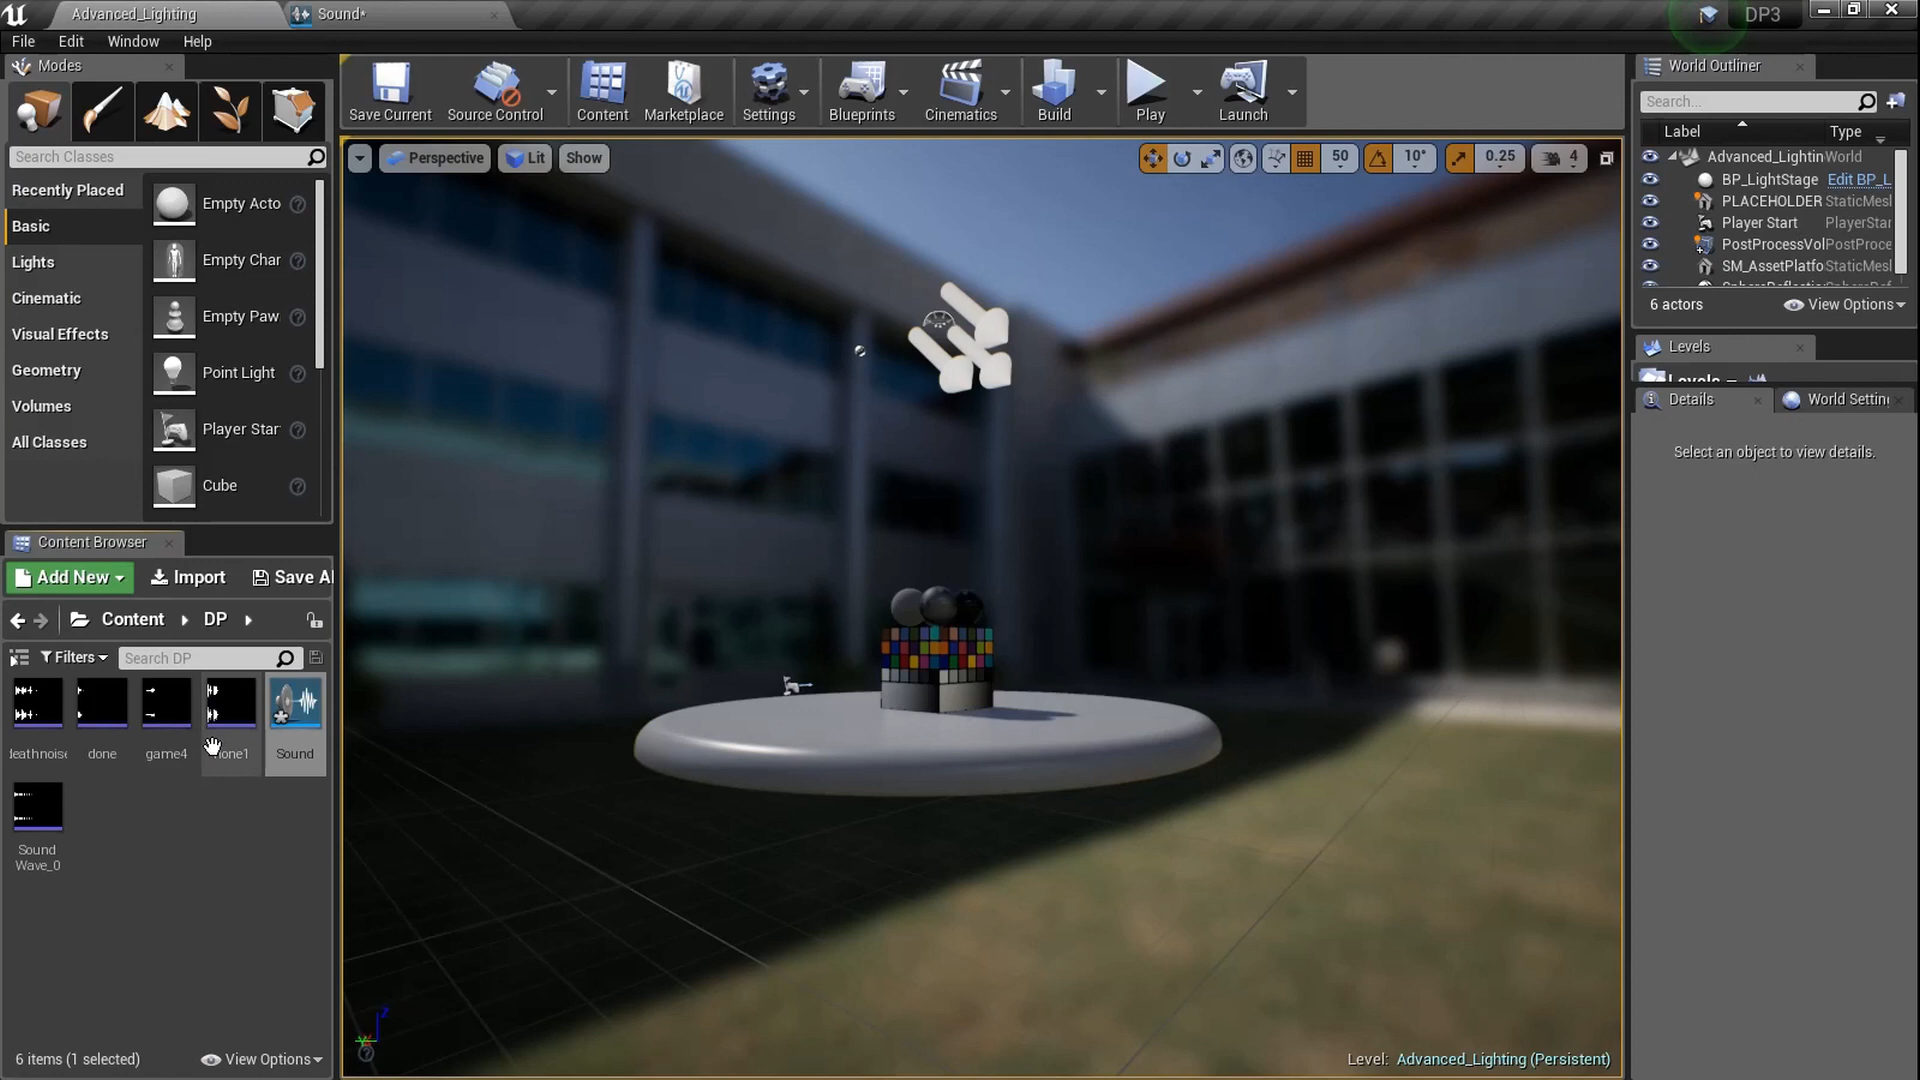 Advanced_Lighting
Sound*
DP3
File Edit Window Help
Modes
Save Current
Source Control
Content
Marketplace
Settings
Blueprints
Cinematics
Build
Play
Launch
World Outliner
Search...
Label
Type
Search Classes
Recently Placed
Basic
Lights
Cinematic
Visual Effects
Geometry
Volumes
All Classes
Empty Acto
Empty Char
Empty Paw
Point Light
Player Star
Cube
Perspective
Lit
Show
50
10°
0.25
4
Advanced_Lightin World
BP_LightStage Edit BP_L
PLACEHOLDER StaticMesl
Player Start PlayerStar
PostProcessVol PostProce
SM_AssetPlatfo StaticMesl
6 actors
View Options
Levels
Details
World Settin
Select an object to view details.
Content Browser
Add New
Import
Save Al
Content
DP
Filters
Search DP
deathnoise
done
game4
Sound
Sound
Wave_0
6 items (1 selected)
View Options
Level: Advanced_Lighting (Persistent)